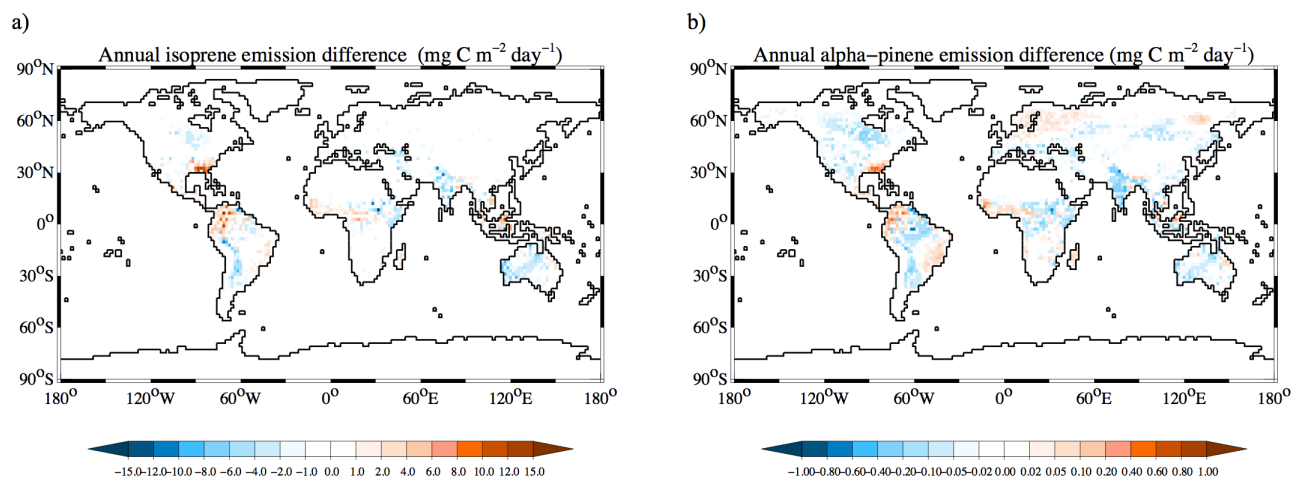 a)
Annual isoprene emission difference (mg C m⁻² day⁻¹)
90°N
60°N
30°N
0°
30°S
60°S
90°S
180° 120°W 60°W 0° 60°E 120°E 180°
−15.0 −12.0 −10.0 −8.0 −6.0 −4.0 −2.0 −1.0 0.0 1.0 2.0 4.0 6.0 8.0 10.0 12.0 15.0
b)
Annual alpha−pinene emission difference (mg C m⁻² day⁻¹)
90°N
60°N
30°N
0°
30°S
60°S
90°S
180° 120°W 60°W 0° 60°E 120°E 180°
−1.00 −0.80 −0.60 −0.40 −0.20 −0.10 −0.05 −0.02 0.00 0.02 0.05 0.10 0.20 0.40 0.60 0.80 1.00